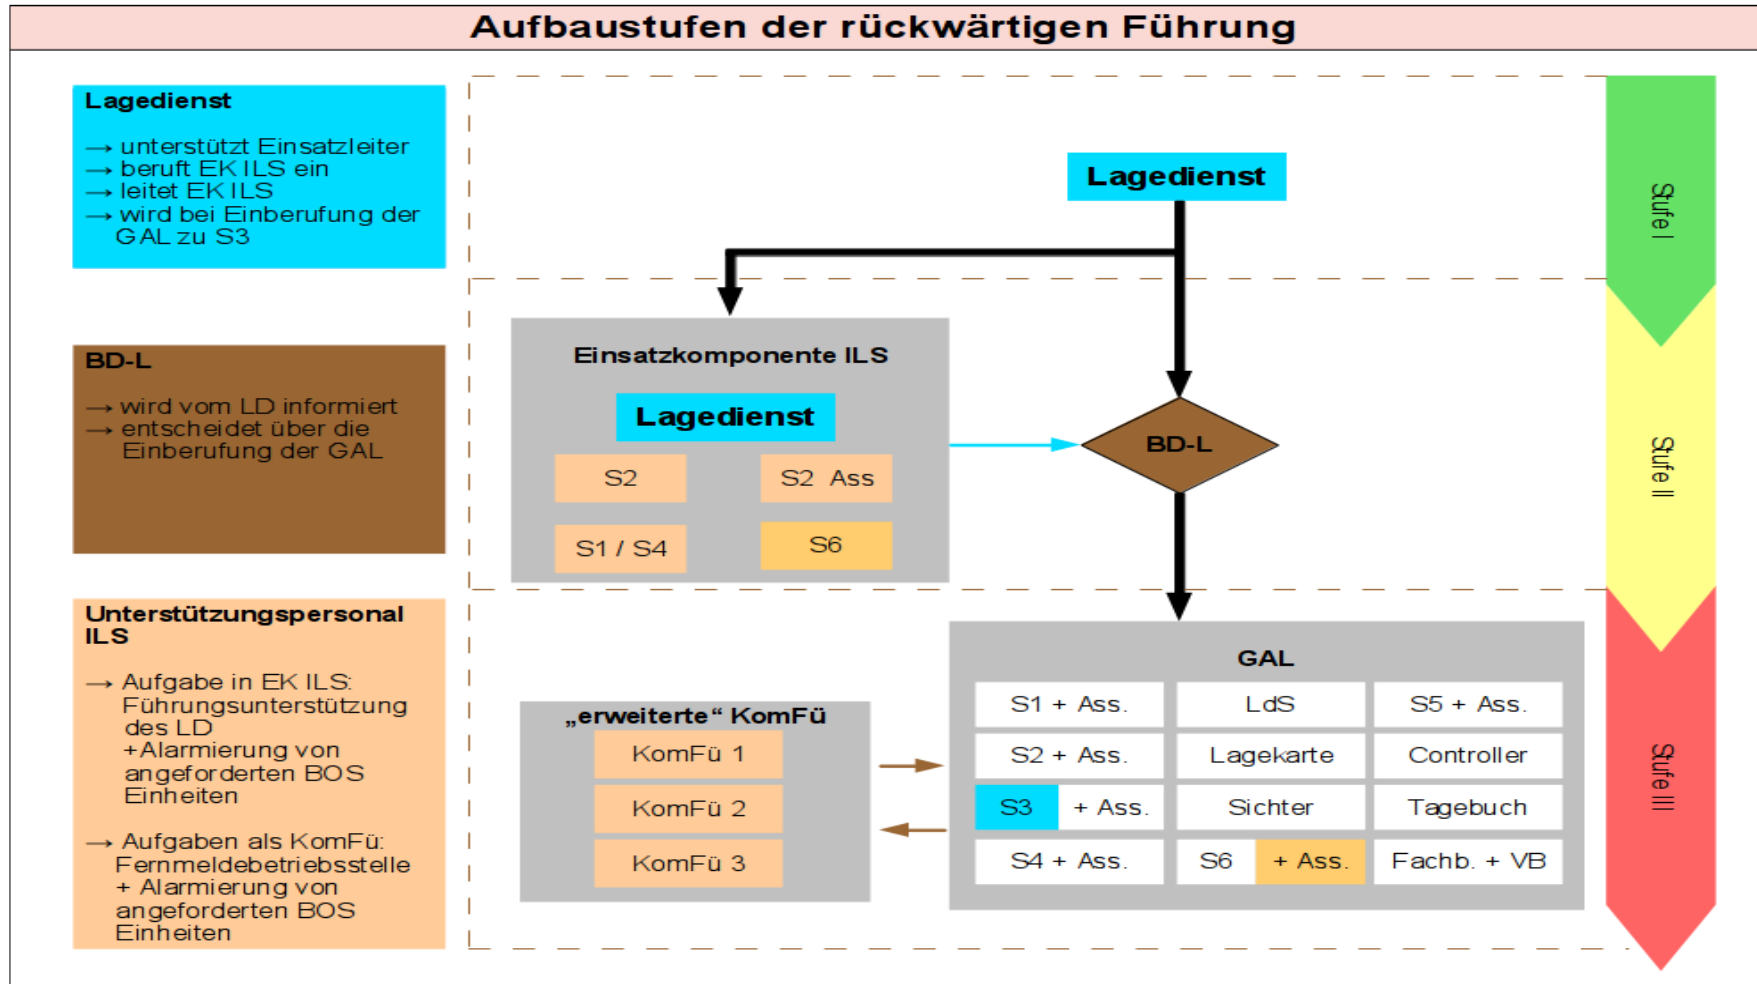 Aufbaustufen der rückwärtigen Führung
Lagedienst
→ unterstützt Einsatzleiter
→ beruft EK ILS ein
→ leitet EK ILS
→ wird bei Einberufung der
GAL zu S3
BD-L
→ wird vom LD informiert
→ entscheidet über die
Einberufung der GAL
Unterstützungspersonal
ILS
→ Aufgabe in EK ILS:
Führungsunterstützung
des LD
+Alarmierung von
angeforderten BOS
Einheiten
→ Aufgaben als KomFü:
Fernmeldebetriebsstelle
+ Alarmierung von
angeforderten BOS
Einheiten
Lagedienst
Einsatzkomponente ILS
Lagedienst
S2
S2 Ass
S1 / S4
S6
BD-L
„erweiterte“ KomFü
KomFü 1
KomFü 2
KomFü 3
GAL
S1 + Ass.
LdS
S5 + Ass.
S2 + Ass.
Lagekarte
Controller
S3 + Ass.
Sichter
Tagebuch
S4 + Ass.
S6 + Ass.
Fachb. + VB
Stufe I
Stufe II
Stufe III